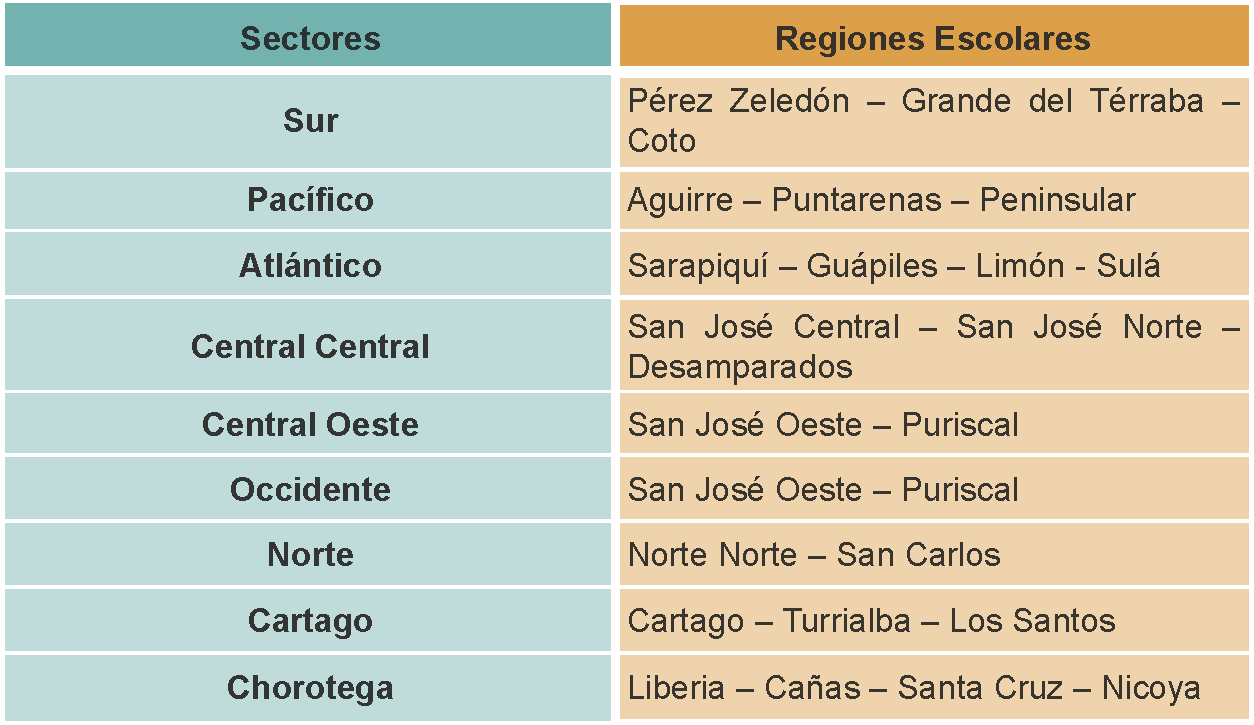 Sectores
Regiones Escolares
Sur
Pérez Zeledón – Grande del Térraba –
Coto
Pacífico
Aguirre – Puntarenas – Peninsular
Atlántico
Sarapiquí – Guápiles – Limón - Sulá
Central Central
San José Central – San José Norte –
Desamparados
Central Oeste
San José Oeste – Puriscal
Occidente
San José Oeste – Puriscal
Norte
Norte Norte – San Carlos
Cartago
Cartago – Turrialba – Los Santos
Chorotega
Liberia – Cañas – Santa Cruz – Nicoya